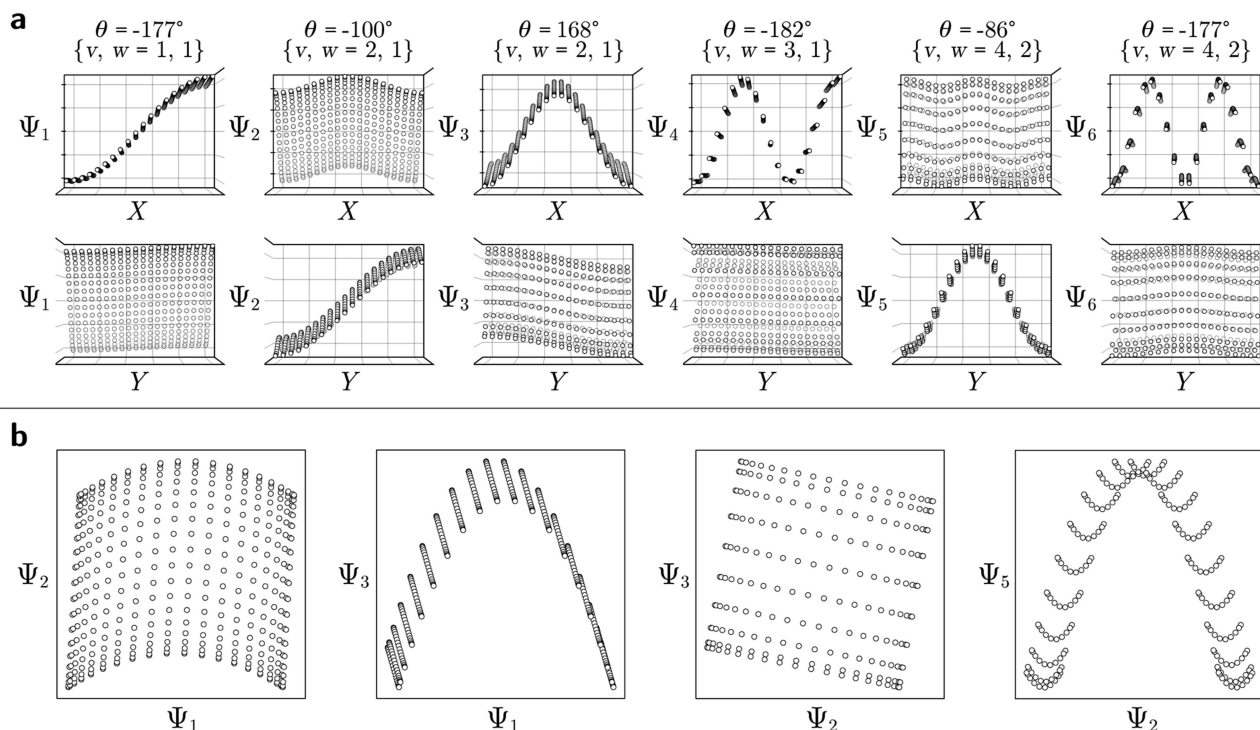 a
θ = -177° θ = -100° θ = 168° θ = -182° θ = -86° θ = -177°
{v, w = 1, 1} {v, w = 2, 1} {v, w = 2, 1} {v, w = 3, 1} {v, w = 4, 2} {v, w = 4, 2}
Ψ1 Ψ2 Ψ3 Ψ4 Ψ5 Ψ6
X X X X X X
Ψ1 Ψ2 Ψ3 Ψ4 Ψ5 Ψ6
Y Y Y Y Y Y
b
Ψ2 Ψ3 Ψ3 Ψ5
Ψ1 Ψ1 Ψ2 Ψ2